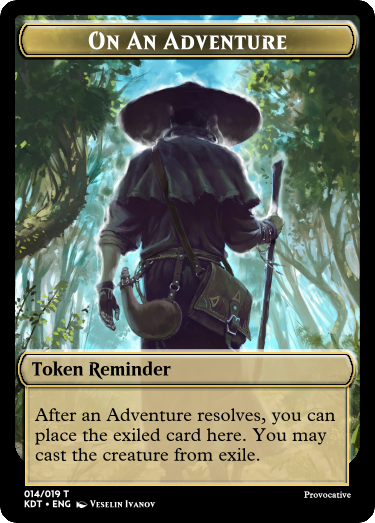 On An Adventure
Token Reminder
After an Adventure resolves, you can
place the exiled card here. You may
cast the creature from exile.
014/019 T
Provocative
KDT • ENG Veselin Ivanov